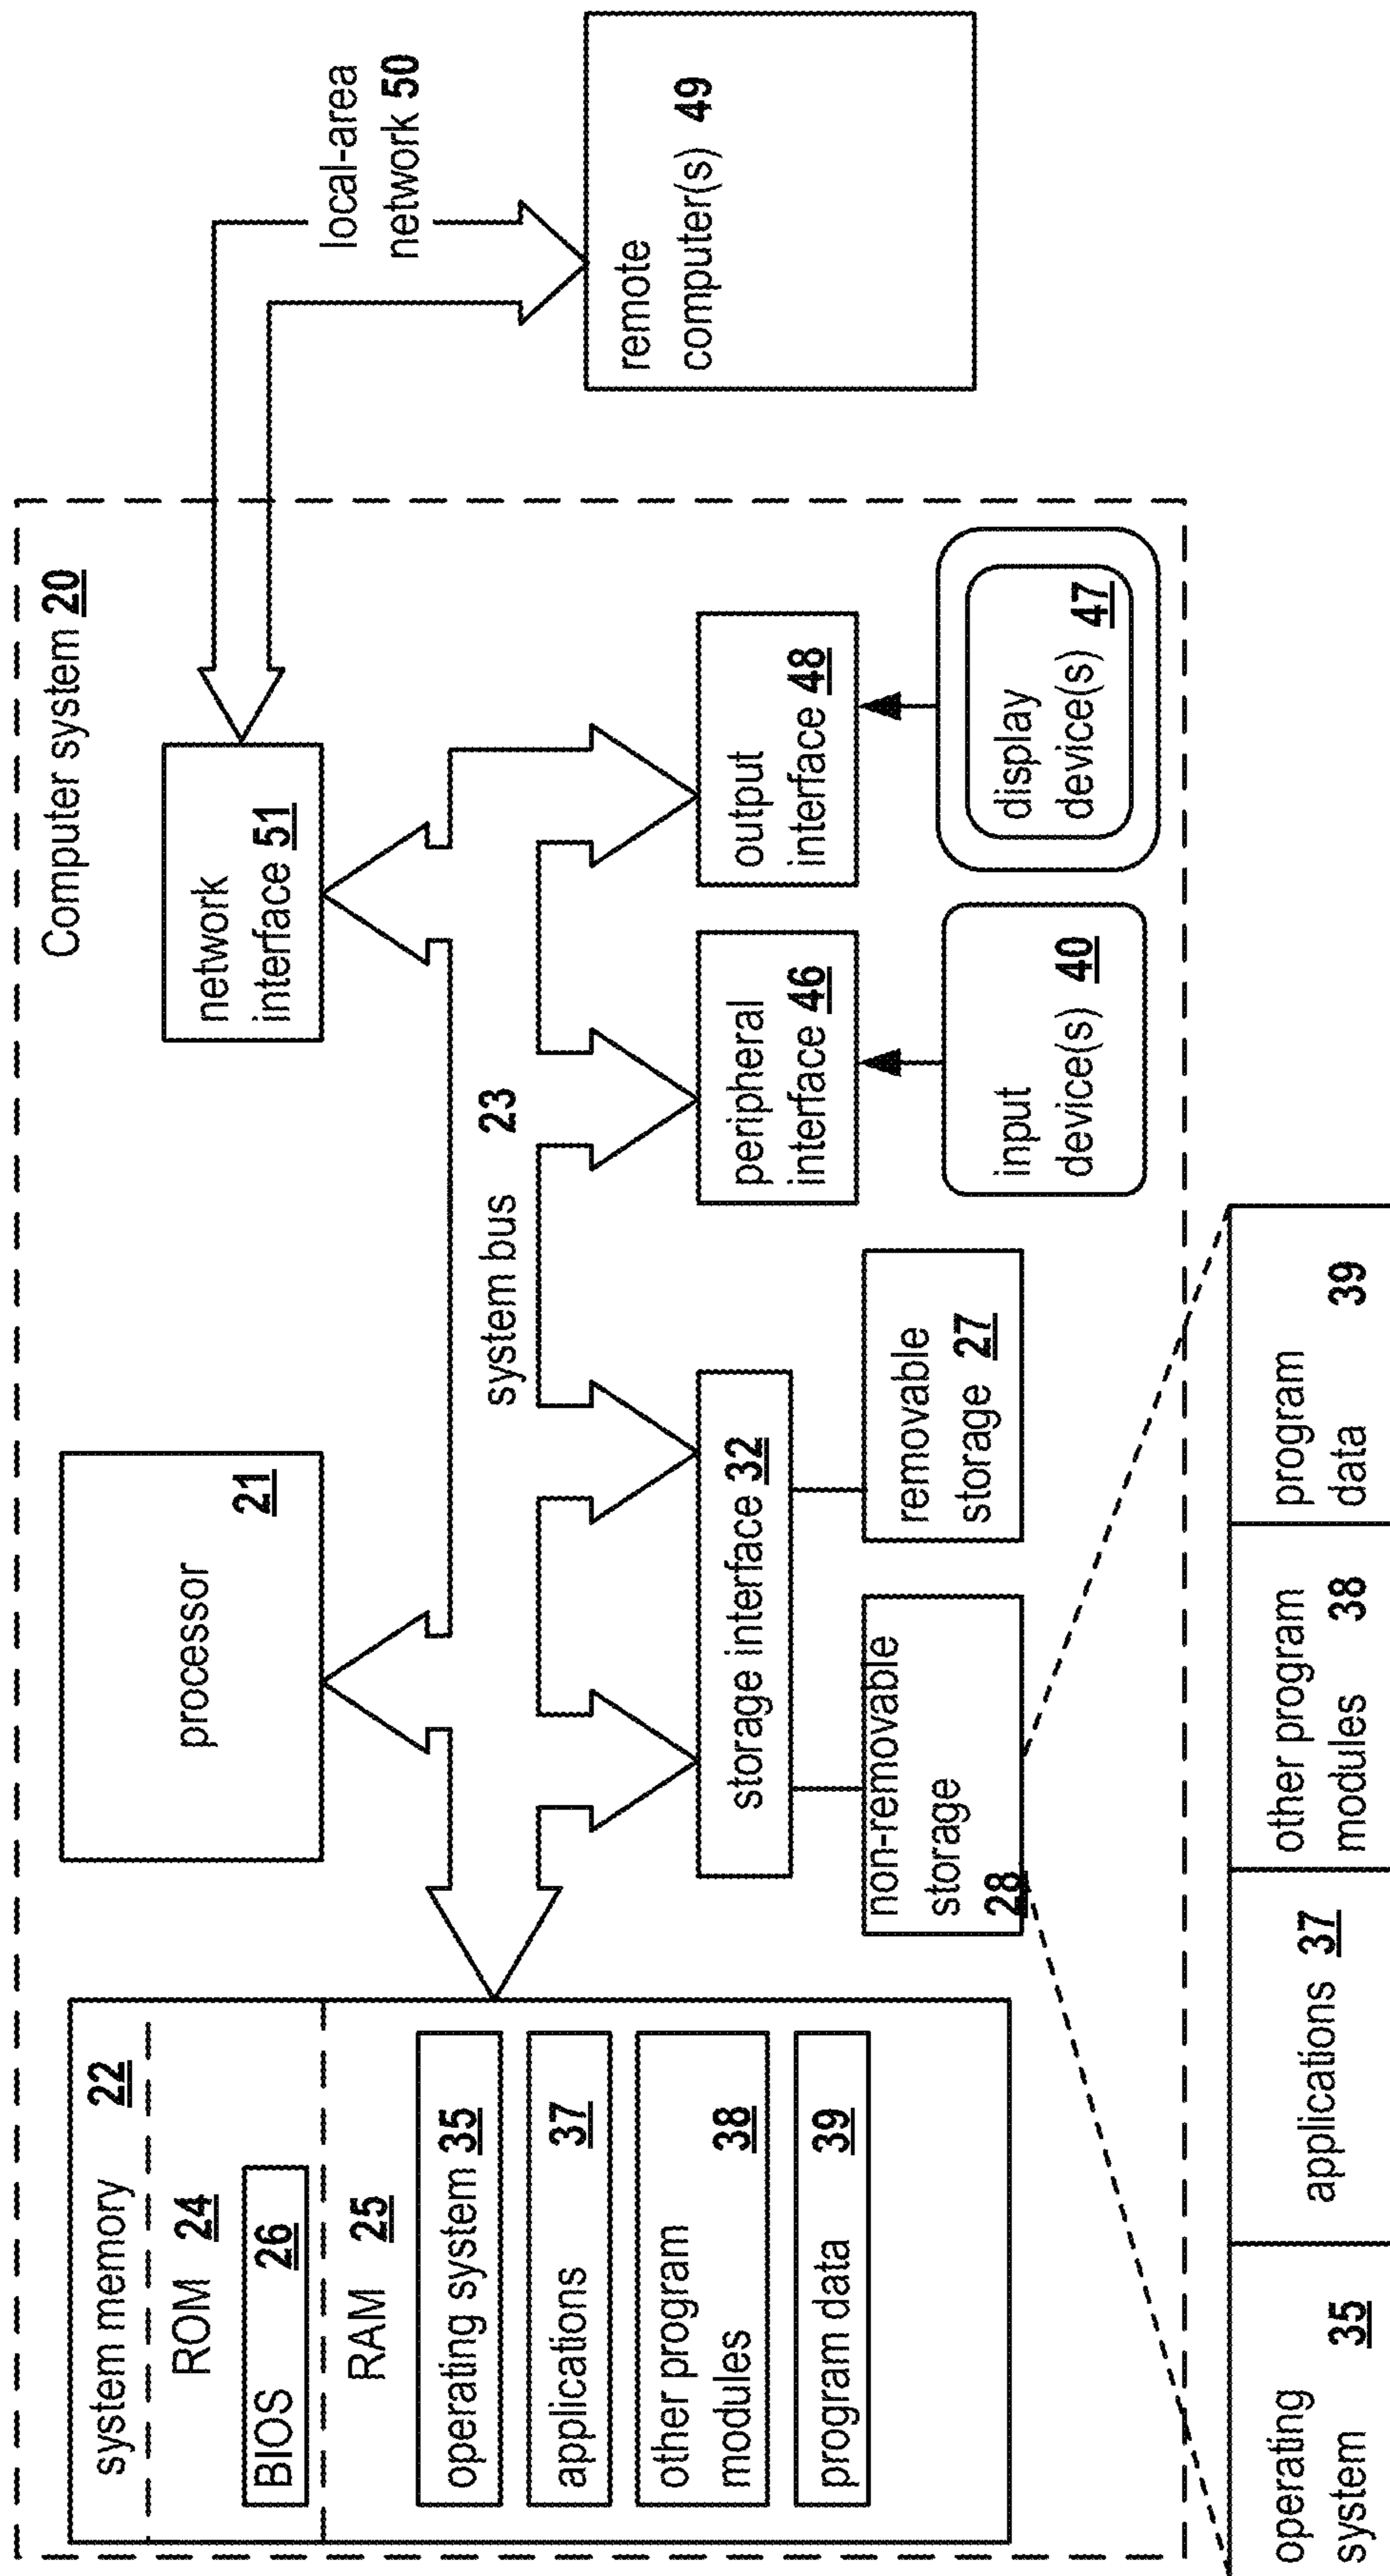 Computer system 20
system memory 22
ROM 24
BIOS 26
RAM 25
operating system 35
applications 37
other program
modules 38
program data 39
processor
21
network
interface 51
local-area
network 50
system bus 23
storage interface 32
non-removable
storage
28
removable
storage 27
peripheral
interface 46
output
interface 48
input
device(s) 40
display
device(s) 47
remote
computer(s) 49
operating
system 35
applications 37
other program
modules 38
program
data 39